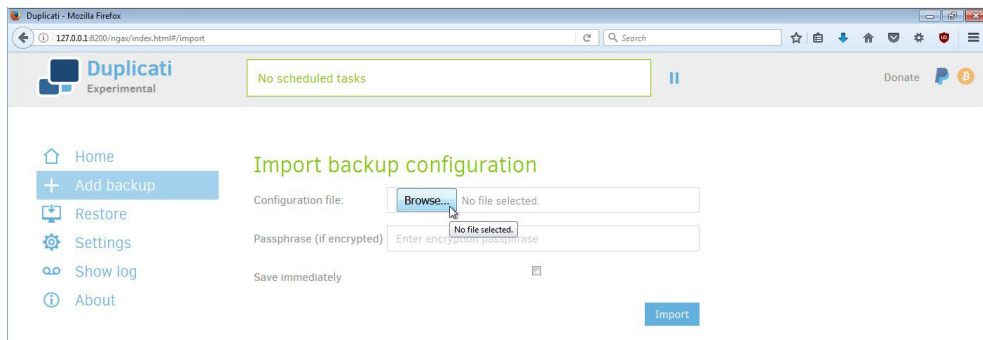 Duplicati - Mozilla Firefox
127.0.0.1:8200/ngax/index.html#/import
Search
Duplicati
Experimental
No scheduled tasks
Donate
Home
Add backup
Restore
Settings
Show log
About
Import backup configuration
Configuration file:
Browse... No file selected.
No file selected.
Passphrase (if encrypted) Enter encryption passphrase
Save immediately
Import